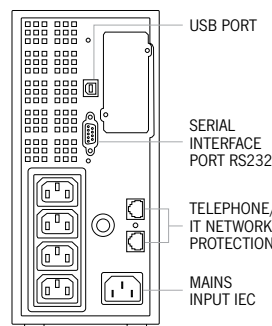 USB PORT
SERIAL
INTERFACE
PORT RS232
TELEPHONE/
IT NETWORK
PROTECTION
MAINS
INPUT IEC